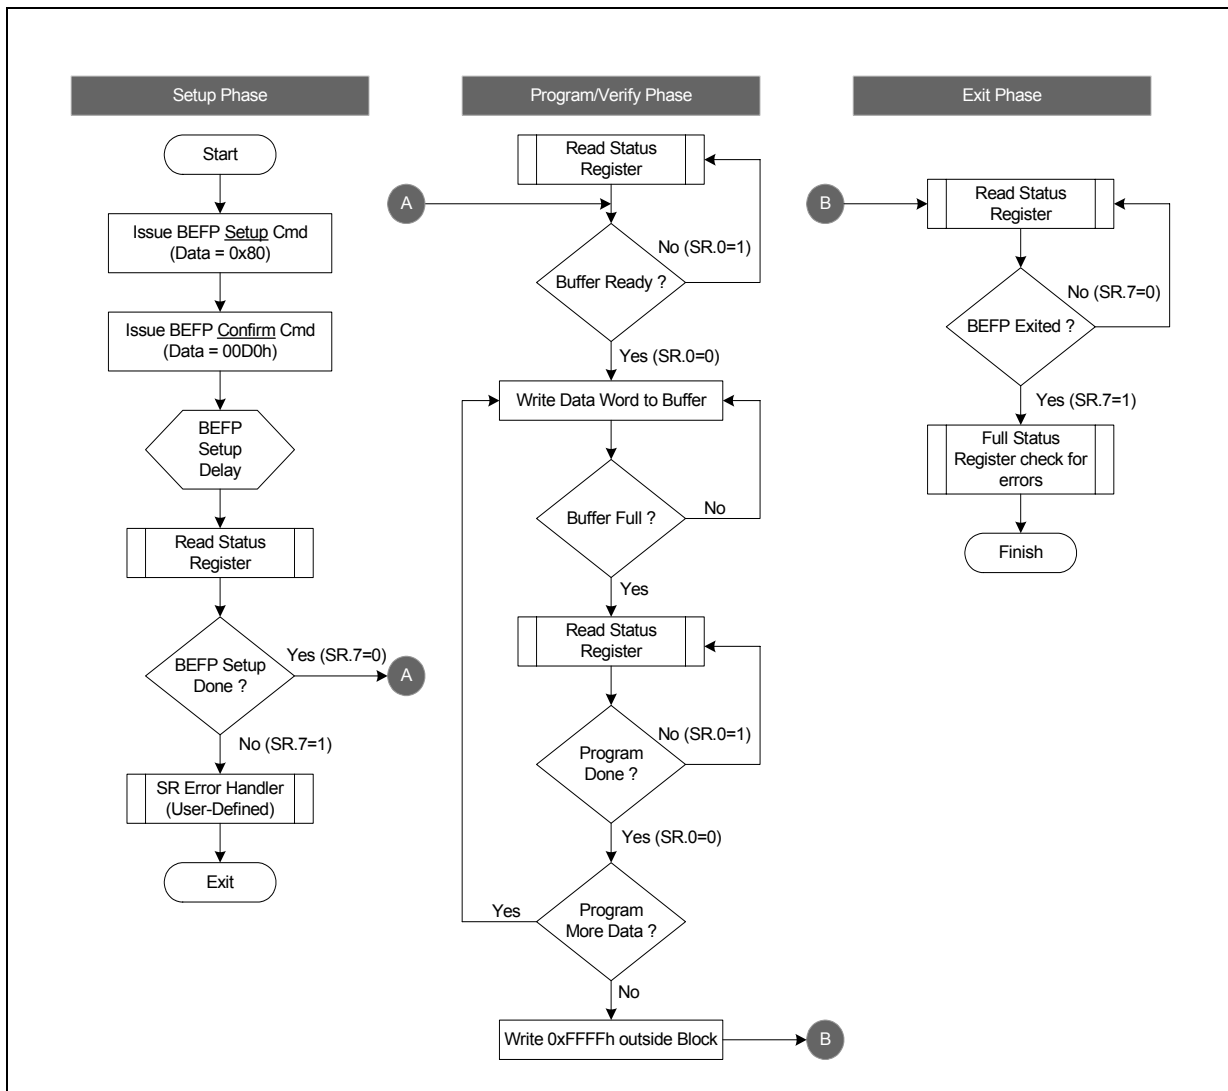 Setup Phase
Start
Issue BEFP Setup Cmd
(Data = 0x80)
Issue BEFP Confirm Cmd
(Data = 00D0h)
BEFP
Setup
Delay
Read Status
Register
BEFP Setup
Done ?
Yes (SR.7=0)
A
No (SR.7=1)
SR Error Handler
(User-Defined)
Exit
Program/Verify Phase
Read Status
Register
A
No (SR.0=1)
Buffer Ready ?
Yes (SR.0=0)
Write Data Word to Buffer
Buffer Full ?
No
Yes
Read Status
Register
No (SR.0=1)
Program
Done ?
Yes (SR.0=0)
Yes
Program
More Data ?
No
Write 0xFFFFh outside Block
B
Exit Phase
B
Read Status
Register
No (SR.7=0)
BEFP Exited ?
Yes (SR.7=1)
Full Status
Register check for
errors
Finish